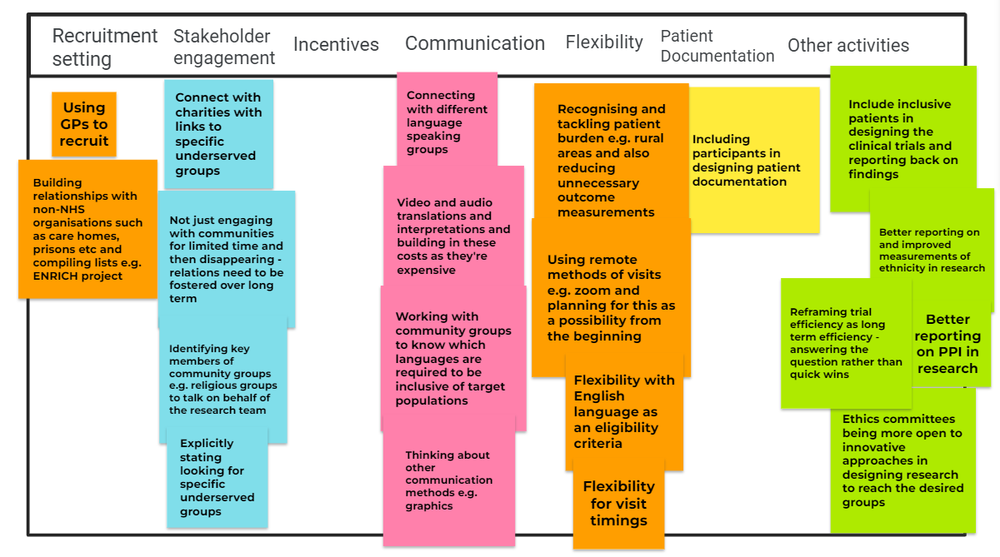 Recruitment
setting
Stakeholder
engagement
Incentives
Communication
Flexibility
Patient
Documentation
Other activities
Using
GPs to
recruit
Building
relationships with
non-NHS
organisations such
as care homes,
prisons etc and
compiling lists e.g.
ENRICH project
Connect with
charities with
links to
specific
underserved
groups
Not just engaging
with communities
for limited time and
then disappearing -
relations need to be
fostered over long
term
Identifying key
members of
community groups
e.g. religious groups
to talk on behalf of
the research team
Explicitly
stating
looking for
specific
underserved
groups
Connecting
with different
language
speaking
groups
Video and audio
translations and
interpretations and
building in these
costs as they're
expensive
Working with
community groups
to know which
languages are
required to be
inclusive of target
populations
Thinking about
other
communication
methods e.g.
graphics
Recognising and
tackling patient
burden e.g. rural
areas and also
reducing
unnecessary
outcome
measurements
Using remote
methods of visits
e.g. zoom and
planning for this as
a possibility from
the beginning
Flexibility with
English
language as
an eligibility
criteria
Flexibility
for visit
timings
Including
participants in
designing patient
documentation
Include inclusive
patients in
designing the
clinical trials and
reporting back on
findings
Better reporting on
and improved
measurements of
ethnicity in research
Reframing trial
efficiency as long
term efficiency -
answering the
question rather than
quick wins
Better
reporting
on PPI in
research
Ethics committees
being more open to
innovative
approaches in
designing research
to reach the desired
groups